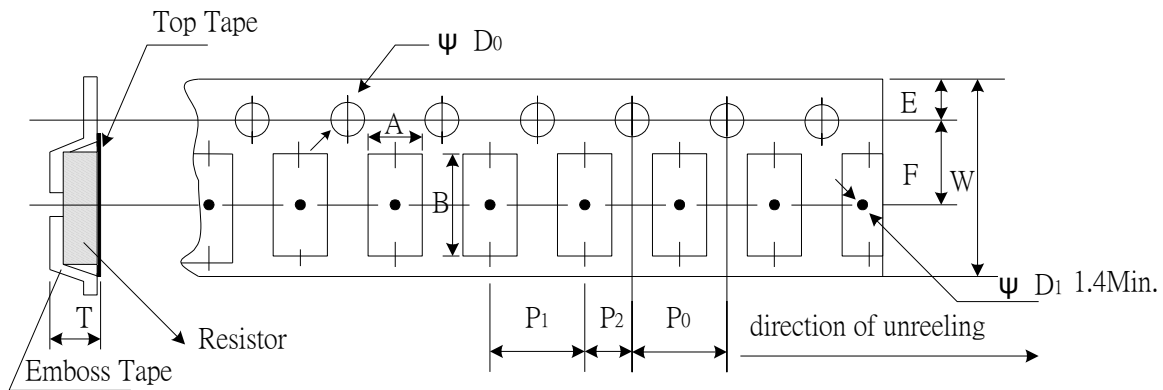 Top Tape
ψ D0
E
A
F
W
B
ψ D1 1.4Min.
T
P1
P2
P0
direction of unreeling
Resistor
Emboss Tape